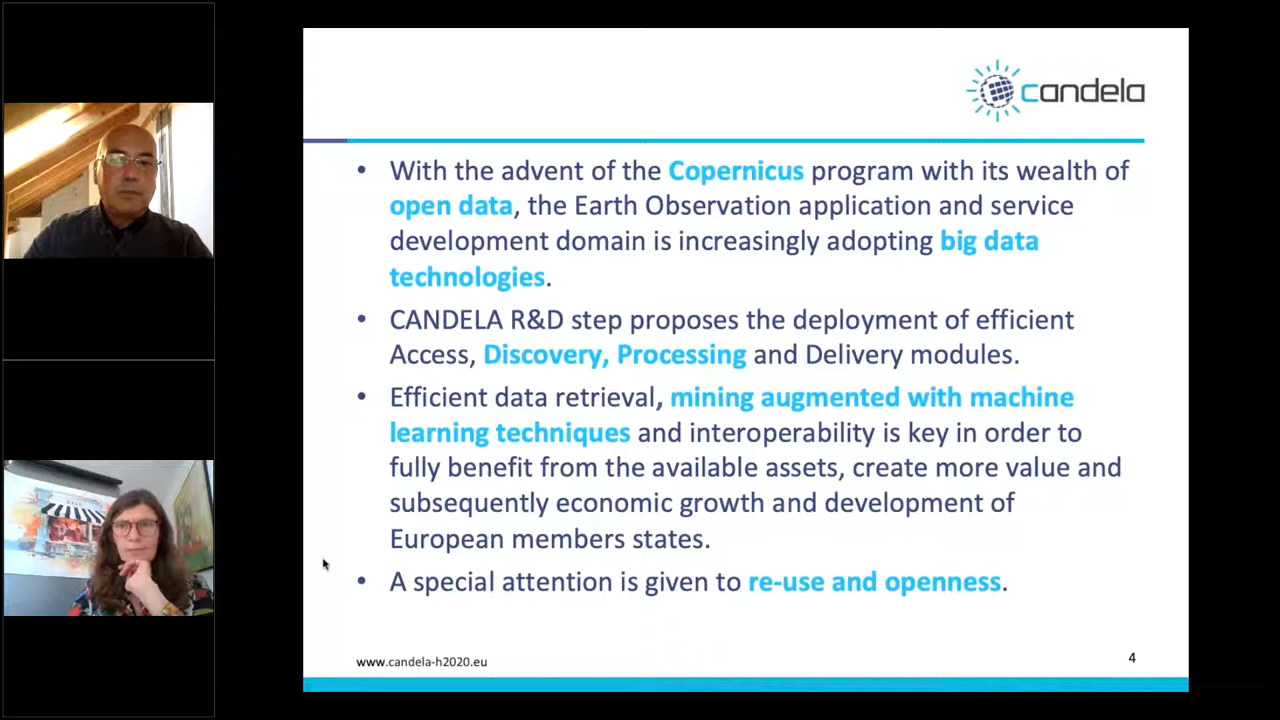 candela
• With the advent of the Copernicus program with its wealth of
open data, the Earth Observation application and service
development domain is increasingly adopting big data
technologies.
• CANDELA R&D step proposes the deployment of efficient
Access, Discovery, Processing and Delivery modules.
• Efficient data retrieval, mining augmented with machine
learning techniques and interoperability is key in order to
fully benefit from the available assets, create more value and
subsequently economic growth and development of
European members states.
• A special attention is given to re-use and openness.
www.candela-h2020.eu
4